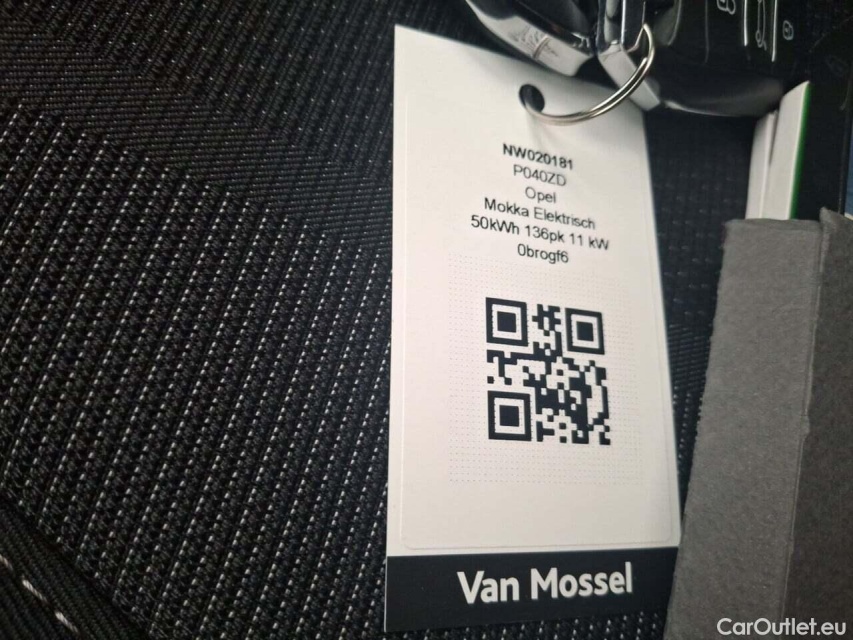 NW020181
P040ZD
Opel
Mokka Elektrisch
50kWh 136pk 11 kW
0brogf6
Van Mossel
CarOutlet.eu